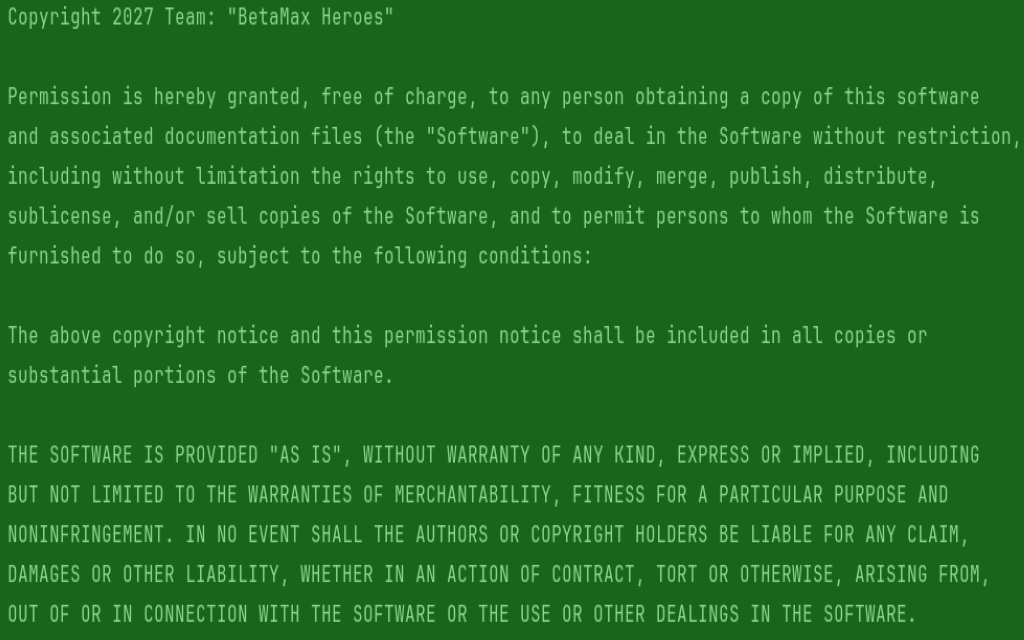 Copyright 2027 Team: "BetaMax Heroes"
Permission is hereby granted, free of charge, to any person obtaining a copy of this software
and associated documentation files (the "Software"), to deal in the Software without restriction,
including without limitation the rights to use, copy, modify, merge, publish, distribute,
sublicense, and/or sell copies of the Software, and to permit persons to whom the Software is
furnished to do so, subject to the following conditions:
The above copyright notice and this permission notice shall be included in all copies or
substantial portions of the Software.
THE SOFTWARE IS PROVIDED "AS IS", WITHOUT WARRANTY OF ANY KIND, EXPRESS OR IMPLIED, INCLUDING
BUT NOT LIMITED TO THE WARRANTIES OF MERCHANTABILITY, FITNESS FOR A PARTICULAR PURPOSE AND
NONINFRINGEMENT. IN NO EVENT SHALL THE AUTHORS OR COPYRIGHT HOLDERS BE LIABLE FOR ANY CLAIM,
DAMAGES OR OTHER LIABILITY, WHETHER IN AN ACTION OF CONTRACT, TORT OR OTHERWISE, ARISING FROM,
OUT OF OR IN CONNECTION WITH THE SOFTWARE OR THE USE OR OTHER DEALINGS IN THE SOFTWARE.